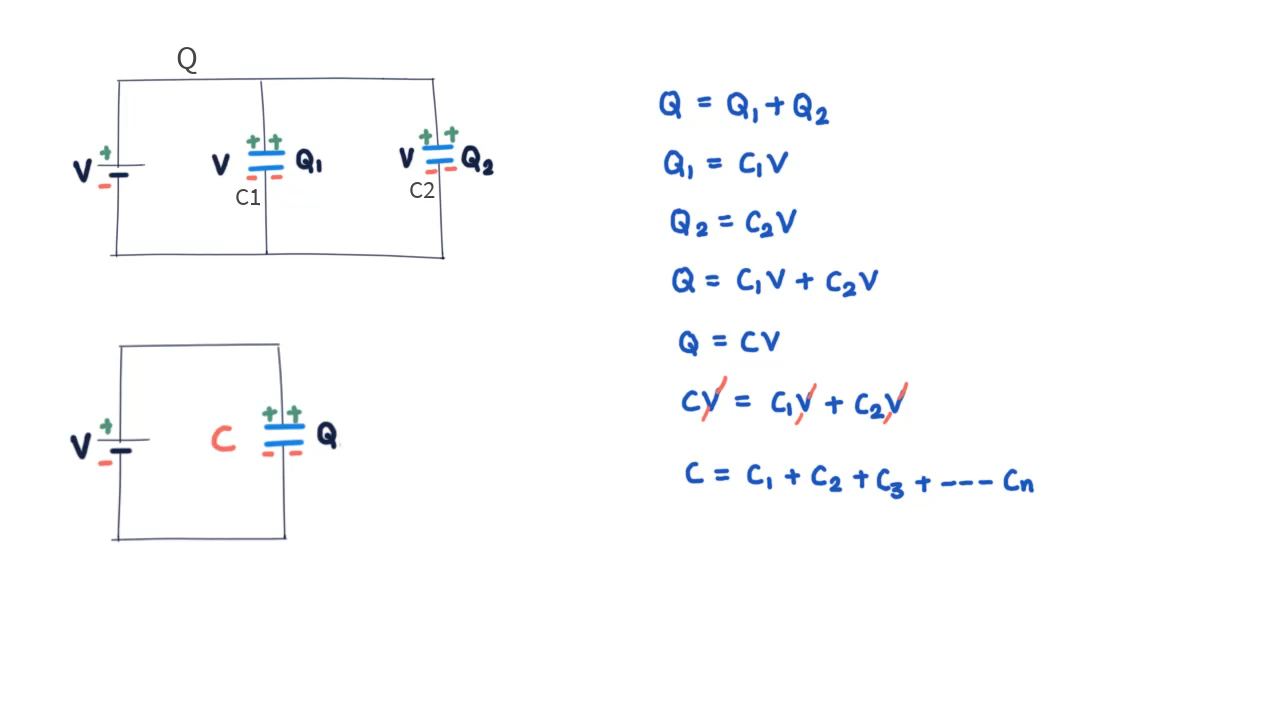 Q
+
V
-
V
+ +
- -
Q₁
C1
V
+ +
- -
Q₂
C2
+
V
-
C
+ +
- -
Q
Q = Q₁ + Q₂
Q₁ = C₁V
Q₂ = C₂V
Q = C₁V + C₂V
Q = CV
CV = C₁V + C₂V
C = C₁ + C₂ + C₃ + --- Cn